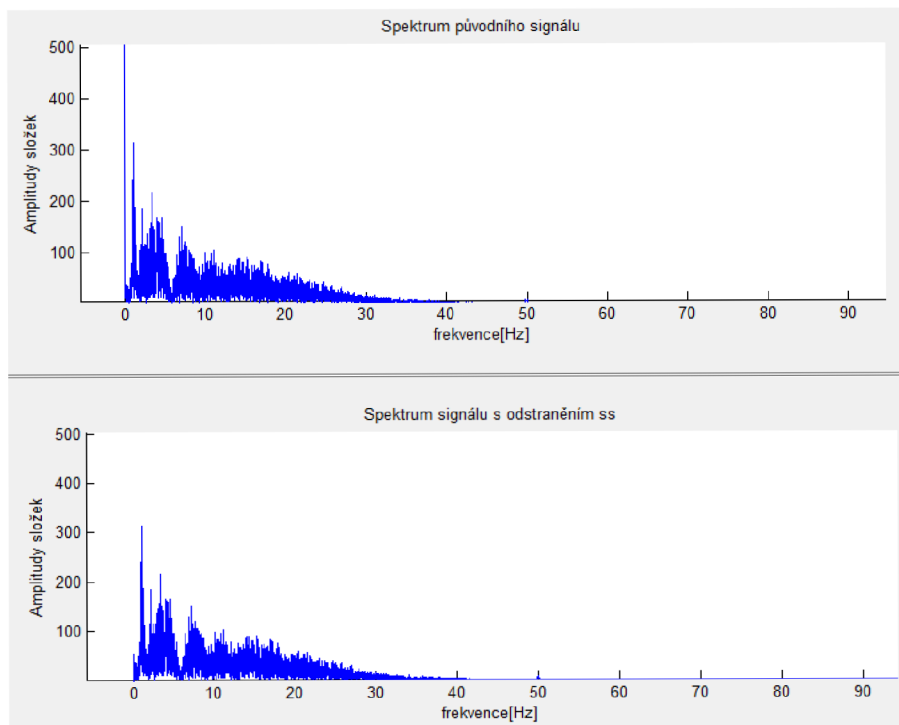 Spektrum původního signálu
500
400
300
200
100
Amplitudy složek
0 10 20 30 40 50 60 70 80 90
frekvence[Hz]
Spektrum signálu s odstraněním ss
500
400
300
200
100
Amplitudy složek
0 10 20 30 40 50 60 70 80 90
frekvence[Hz]